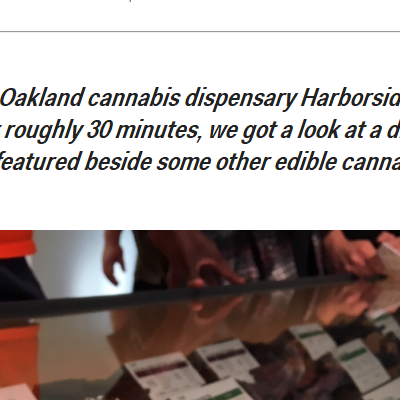 Oakland cannabis dispensary Harborsid
roughly 30 minutes, we got a look at a d
featured beside some other edible canna